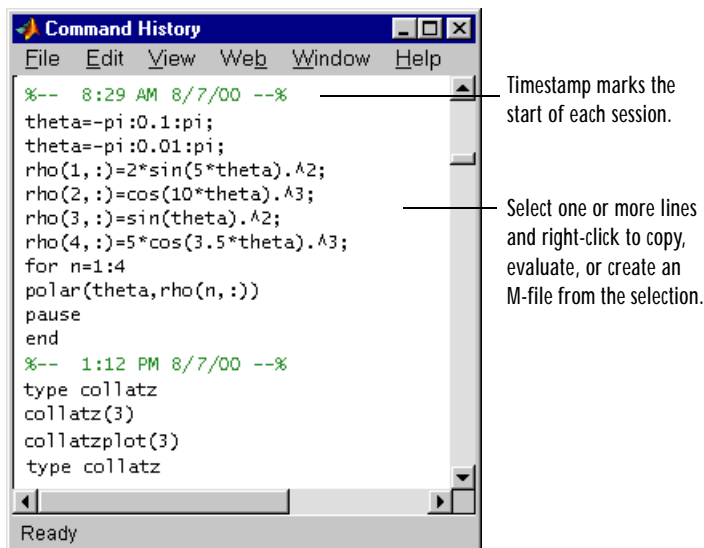 Command History
File Edit View Web Window Help
%-- 8:29 AM 8/7/00 --%
theta=-pi:0.1:pi;
theta=-pi:0.01:pi;
rho(1,:)=2*sin(5*theta).^2;
rho(2,:)=cos(10*theta).^3;
rho(3,:)=sin(theta).^2;
rho(4,:)=5*cos(3.5*theta).^3;
for n=1:4
polar(theta,rho(n,:))
pause
end
%-- 1:12 PM 8/7/00 --%
type collatz
collatz(3)
collatzplot(3)
type collatz
Ready
Timestamp marks the
start of each session.
Select one or more lines
and right-click to copy,
evaluate, or create an
M-file from the selection.